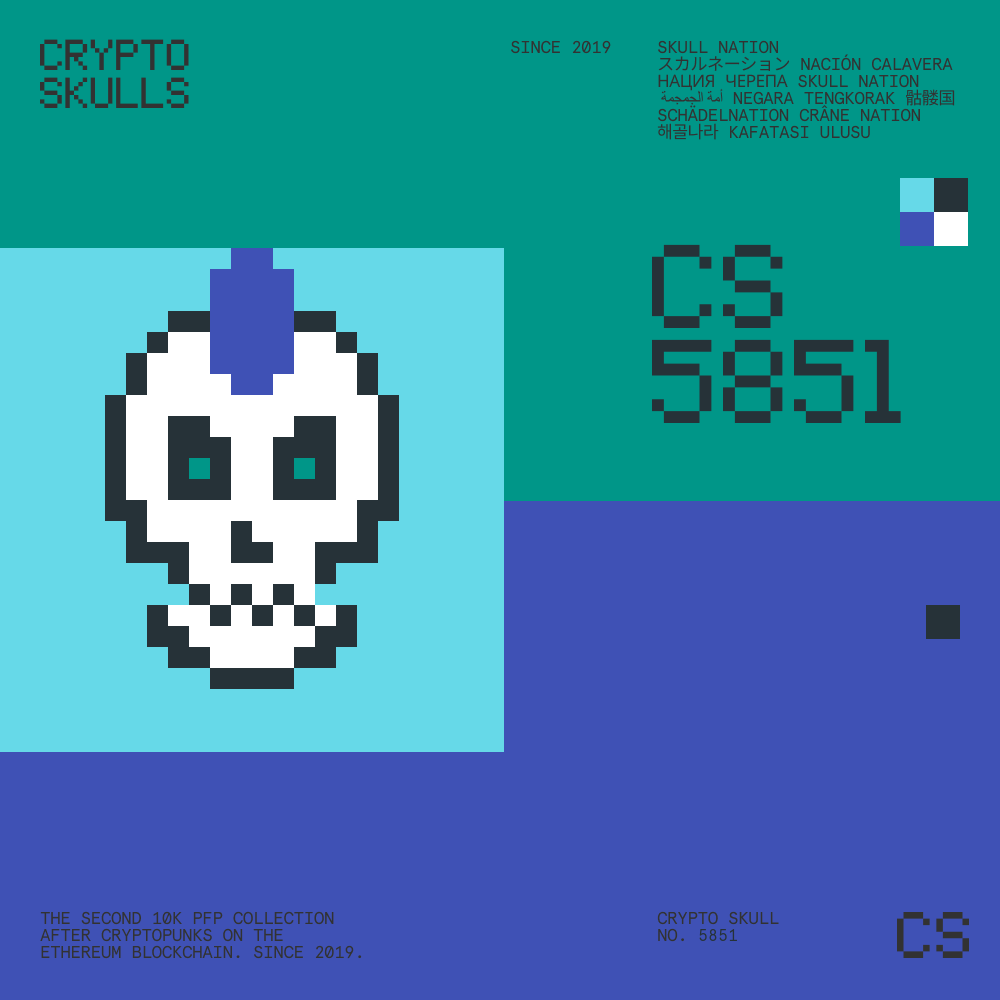 CRYPTO
SKULLS
SINCE 2019
SKULL NATION
スカルネーション NACIÓN CALAVERA
НАЦИЯ ЧЕРЕПА SKULL NATION
أمة الجمجمة NEGARA TENGKORAK 骷髅国
SCHÄDELNATION CRÂNE NATION
해골나라 KAFATASI ULUSU
CS
5851
THE SECOND 10K PFP COLLECTION
AFTER CRYPTOPUNKS ON THE
ETHEREUM BLOCKCHAIN. SINCE 2019.
CRYPTO SKULL
NO. 5851
CS